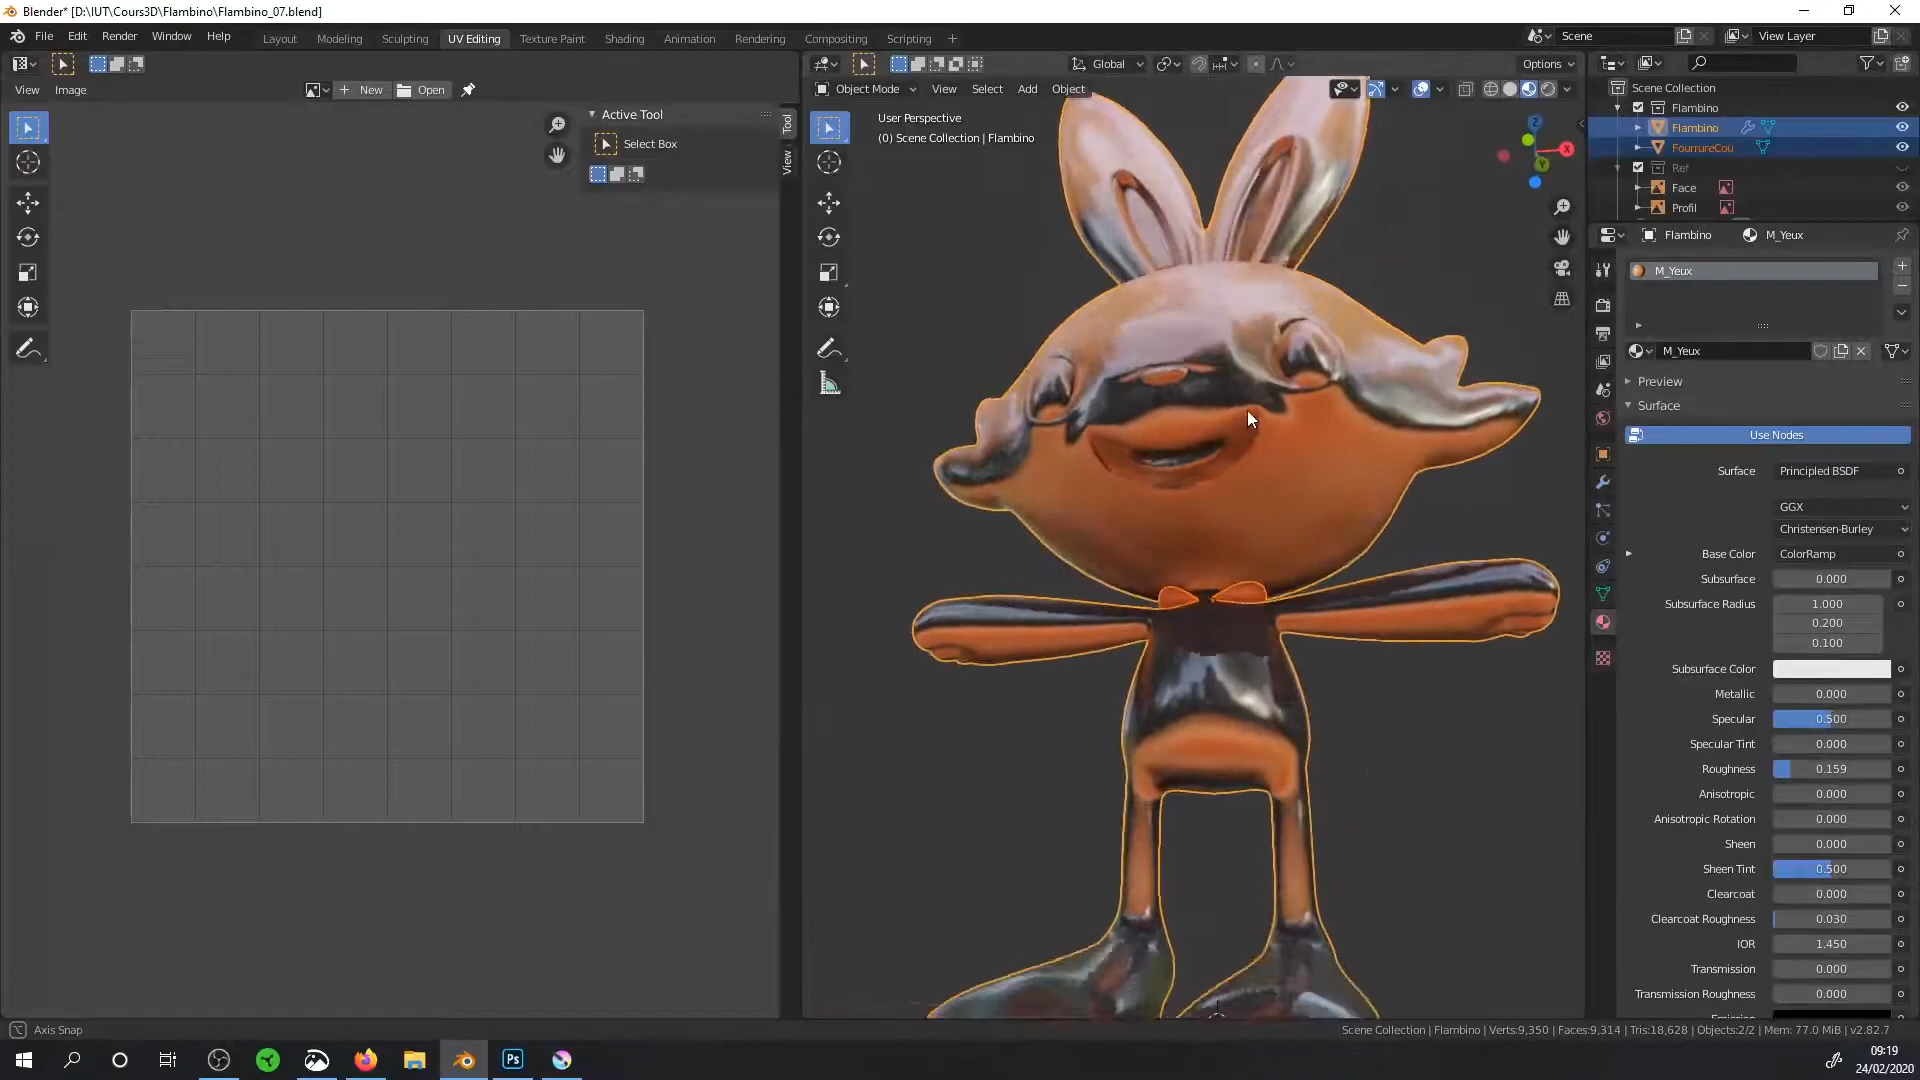 Blender* [D:\IUT\Cours3D\Flambino\Flambino_07.blend]
File Edit Render Window Help
Layout Modeling Sculpting UV Editing Texture Paint Shading Animation Rendering Compositing Scripting
Scene
View Layer
Global
Options
View Image
New
Open
Object Mode View Select Add Object
Active Tool
Select Box
Tool
View
User Perspective
(0) Scene Collection | Flambino
X
Y
Z
Scene Collection
Flambino
Flambino
FourrureCou
Ref
Face
Profil
Flambino
M_Yeux
M_Yeux
M_Yeux
Preview
Surface
Use Nodes
Surface Principled BSDF
GGX
Christensen-Burley
Base Color ColorRamp
Subsurface 0.000
Subsurface Radius 1.000
0.200
0.100
Subsurface Color
Metallic 0.000
Specular 0.500
Specular Tint 0.000
Roughness 0.159
Anisotropic 0.000
Anisotropic Rotation 0.000
Sheen 0.000
Sheen Tint 0.500
Clearcoat 0.000
Clearcoat Roughness 0.030
IOR 1.450
Transmission 0.000
Transmission Roughness 0.000
Axis Snap
Scene Collection | Flambino | Verts:9,350 | Faces:9,314 | Tris:18,628 | Objects:2/2 | Mem: 77.0 MiB | v2.82.7
Ps
09:19
24/02/2020